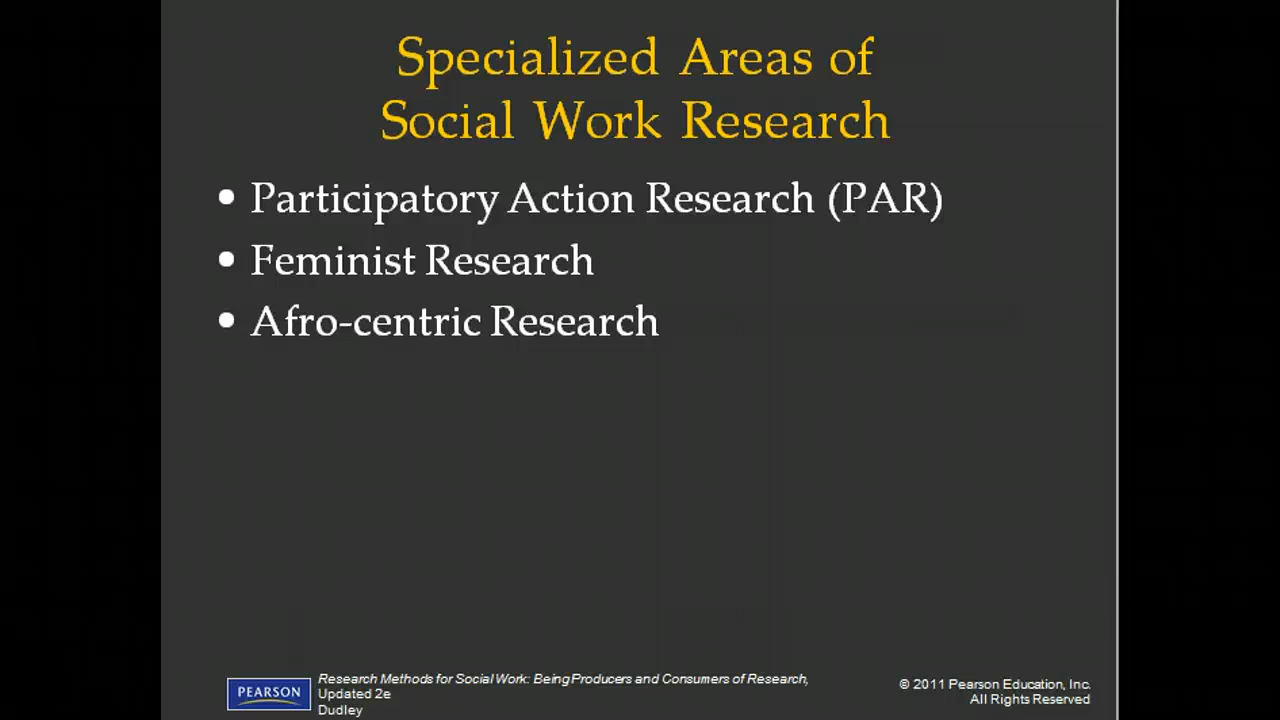 Specialized Areas of
Social Work Research
• Participatory Action Research (PAR)
• Feminist Research
• Afro-centric Research
PEARSON
Research Methods for Social Work: Being Producers and Consumers of Research,
Updated 2e
Dudley
© 2011 Pearson Education, Inc.
All Rights Reserved